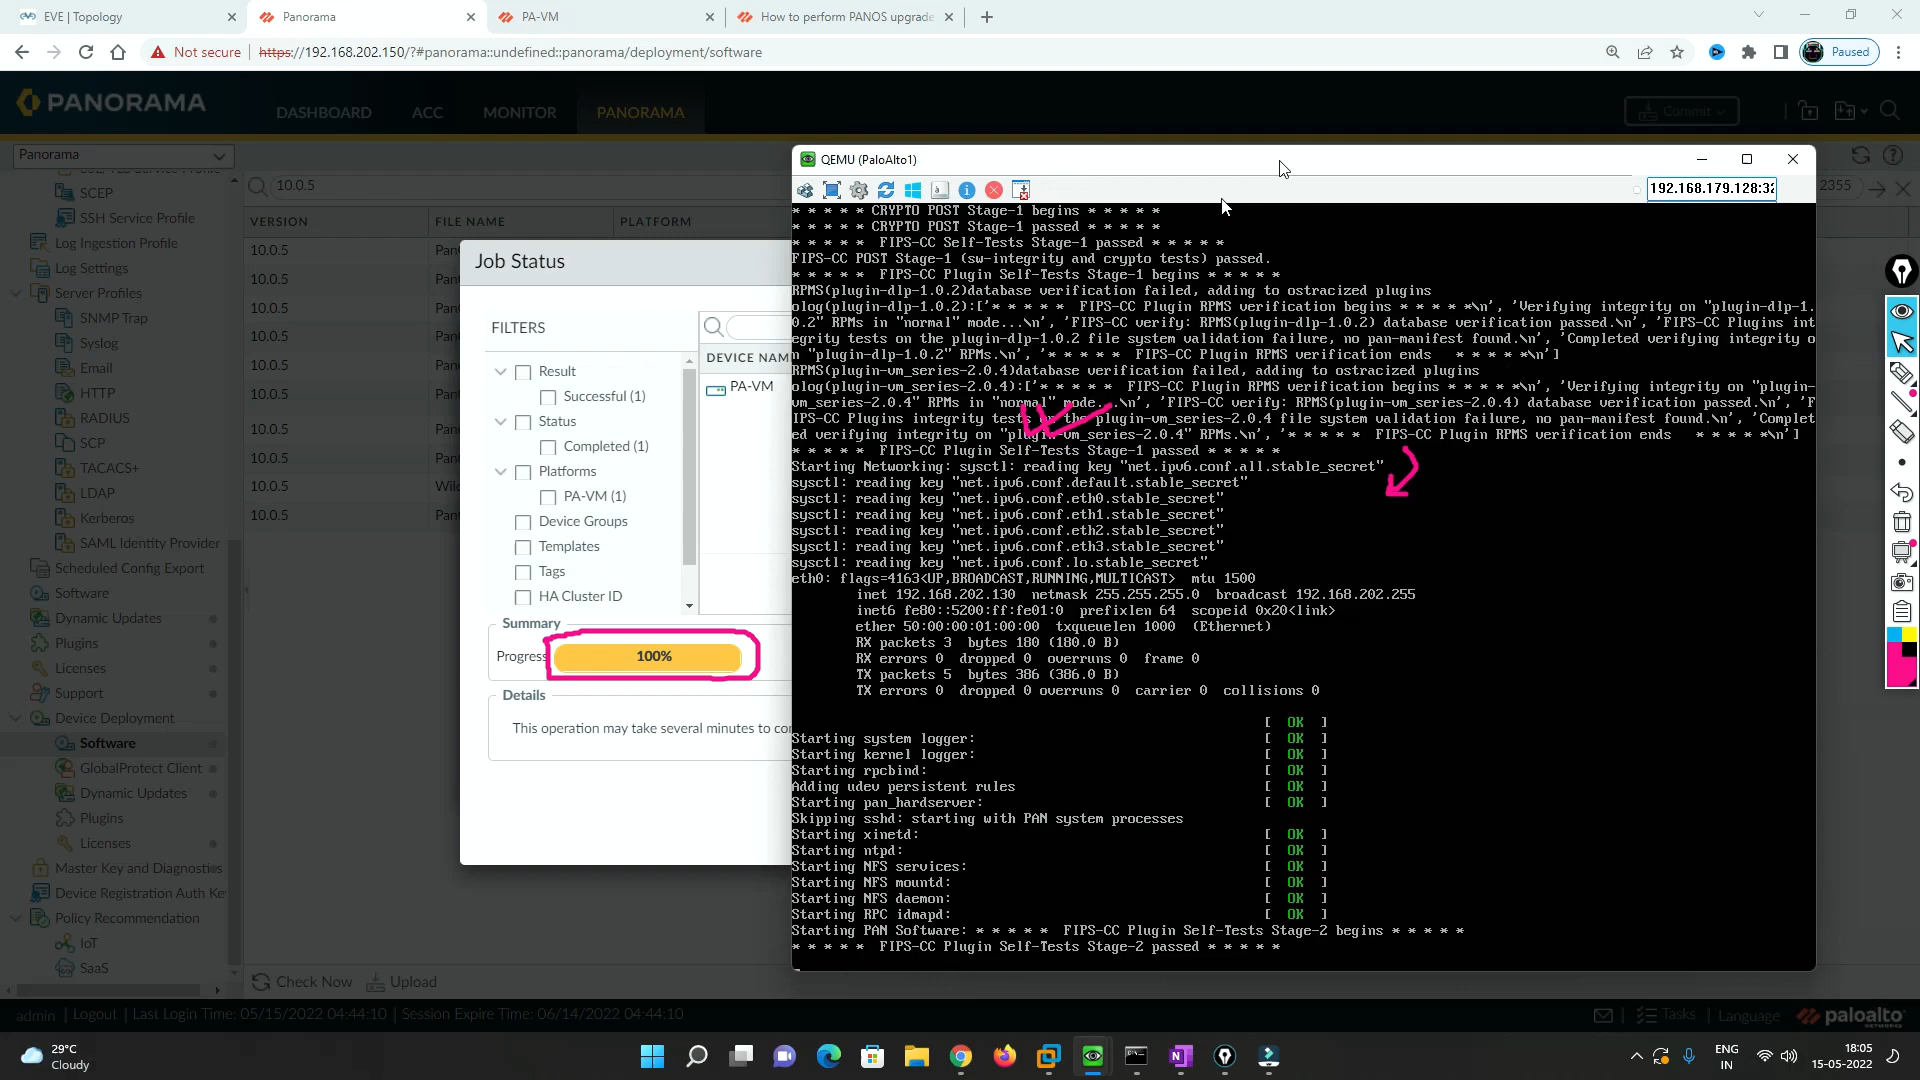 EVE | Topology
Panorama
PA-VM
How to perform PANOS upgrade
Not secure
https://192.168.202.150/?#panorama::undefined::panorama/deployment/software
Paused
PANORAMA
DASHBOARD
ACC
MONITOR
PANORAMA
Commit
Panorama
SCEP
SSH Service Profile
Log Ingestion Profile
Log Settings
Server Profiles
SNMP Trap
Syslog
Email
HTTP
RADIUS
SCP
TACACS+
LDAP
Kerberos
SAML Identity Provider
Scheduled Config Export
Software
Dynamic Updates
Plugins
Licenses
Support
Device Deployment
Software
GlobalProtect Client
Dynamic Updates
Plugins
Licenses
Master Key and Diagnostics
Device Registration Auth Ke
Policy Recommendation
IoT
SaaS
10.0.5
2355
VERSION
FILE NAME
PLATFORM
10.0.5
10.0.5
10.0.5
10.0.5
10.0.5
10.0.5
10.0.5
10.0.5
10.0.5
10.0.5
Job Status
FILTERS
Result
Successful (1)
Status
Completed (1)
Platforms
PA-VM (1)
Device Groups
Templates
Tags
HA Cluster ID
DEVICE NAM
PA-VM
Summary
Progress
100%
Details
This operation may take several minutes to co
QEMU (PaloAlto1)
192.168.179.128:32
* * * * * CRYPTO POST Stage-1 begins * * * * *
* * * * * CRYPTO POST Stage-1 passed * * * * *
* * * * *  FIPS-CC Self-Tests Stage-1 passed * * * * *
FIPS-CC POST Stage-1 (sw-integrity and crypto tests) passed.
* * * * *  FIPS-CC Plugin Self-Tests Stage-1 begins * * * * *
RPMS(plugin-dlp-1.0.2)database verification failed, adding to ostracized plugins
olog(plugin-dlp-1.0.2):['* * * * *  FIPS-CC Plugin RPMS verification begins * * * * *\n', 'Verifying integrity on "plugin-dlp-1.
0.2" RPMs in "normal" mode...\n', 'FIPS-CC verify: RPMS(plugin-dlp-1.0.2) database verification passed.\n', 'FIPS-CC Plugins int
egrity tests on the plugin-dlp-1.0.2 file system validation failure, no pan-manifest found.\n', 'Completed verifying integrity o
n "plugin-dlp-1.0.2" RPMs.\n', '* * * * *  FIPS-CC Plugin RPMS verification ends   * * * * *\n']
RPMS(plugin-vm_series-2.0.4)database verification failed, adding to ostracized plugins
olog(plugin-vm_series-2.0.4):['* * * * *  FIPS-CC Plugin RPMS verification begins * * * * *\n', 'Verifying integrity on "plugin-
vm_series-2.0.4" RPMS in "normal" mode...\n', 'FIPS-CC verify: RPMS(plugin-vm_series-2.0.4) database verification passed.\n', 'F
IPS-CC Plugins integrity tests on the plugin-vm_series-2.0.4 file system validation failure, no pan-manifest found.\n', 'Complet
ed verifying integrity on "plugin-vm_series-2.0.4" RPMs.\n', '* * * * *  FIPS-CC Plugin RPMS verification ends   * * * * *\n']
* * * * *  FIPS-CC Plugin Self-Tests Stage-1 passed * * * * *
Starting Networking: sysctl: reading key "net.ipv6.conf.all.stable_secret"
sysctl: reading key "net.ipv6.conf.default.stable_secret"
sysctl: reading key "net.ipv6.conf.eth0.stable_secret"
sysctl: reading key "net.ipv6.conf.eth1.stable_secret"
sysctl: reading key "net.ipv6.conf.eth2.stable_secret"
sysctl: reading key "net.ipv6.conf.eth3.stable_secret"
sysctl: reading key "net.ipv6.conf.lo.stable_secret"
eth0: flags=4163<UP,BROADCAST,RUNNING,MULTICAST>  mtu 1500
inet 192.168.202.130  netmask 255.255.255.0  broadcast 192.168.202.255
inet6 fe80::5200:ff:fe01:0  prefixlen 64  scopeid 0x20<link>
ether 50:00:00:01:00:00  txqueuelen 1000  (Ethernet)
RX packets 3  bytes 180 (180.0 B)
RX errors 0  dropped 0  overruns 0  frame 0
TX packets 5  bytes 386 (386.0 B)
TX errors 0  dropped 0 overruns 0  carrier 0  collisions 0
[  OK  ]
Starting system logger: [  OK  ]
Starting kernel logger: [  OK  ]
Starting rpcbind: [  OK  ]
Adding udev persistent rules [  OK  ]
Starting pan_hardserver: [  OK  ]
Skipping sshd: starting with PAN system processes
Starting xinetd: [  OK  ]
Starting ntpd: [  OK  ]
Starting NFS services: [  OK  ]
Starting NFS mountd: [  OK  ]
Starting NFS daemon: [  OK  ]
Starting RPC idmapd: [  OK  ]
Starting PAN Software: * * * * *  FIPS-CC Plugin Self-Tests Stage-2 begins * * * * *
* * * * *  FIPS-CC Plugin Self-Tests Stage-2 passed * * * * *
Check Now
Upload
admin | Logout | Last Login Time: 05/15/2022 04:44:10 | Session Expire Time: 06/14/2022 04:44:10
Tasks | Language
paloalto
NETWORKS
29°C
Cloudy
ENG
IN
18:05
15-05-2022